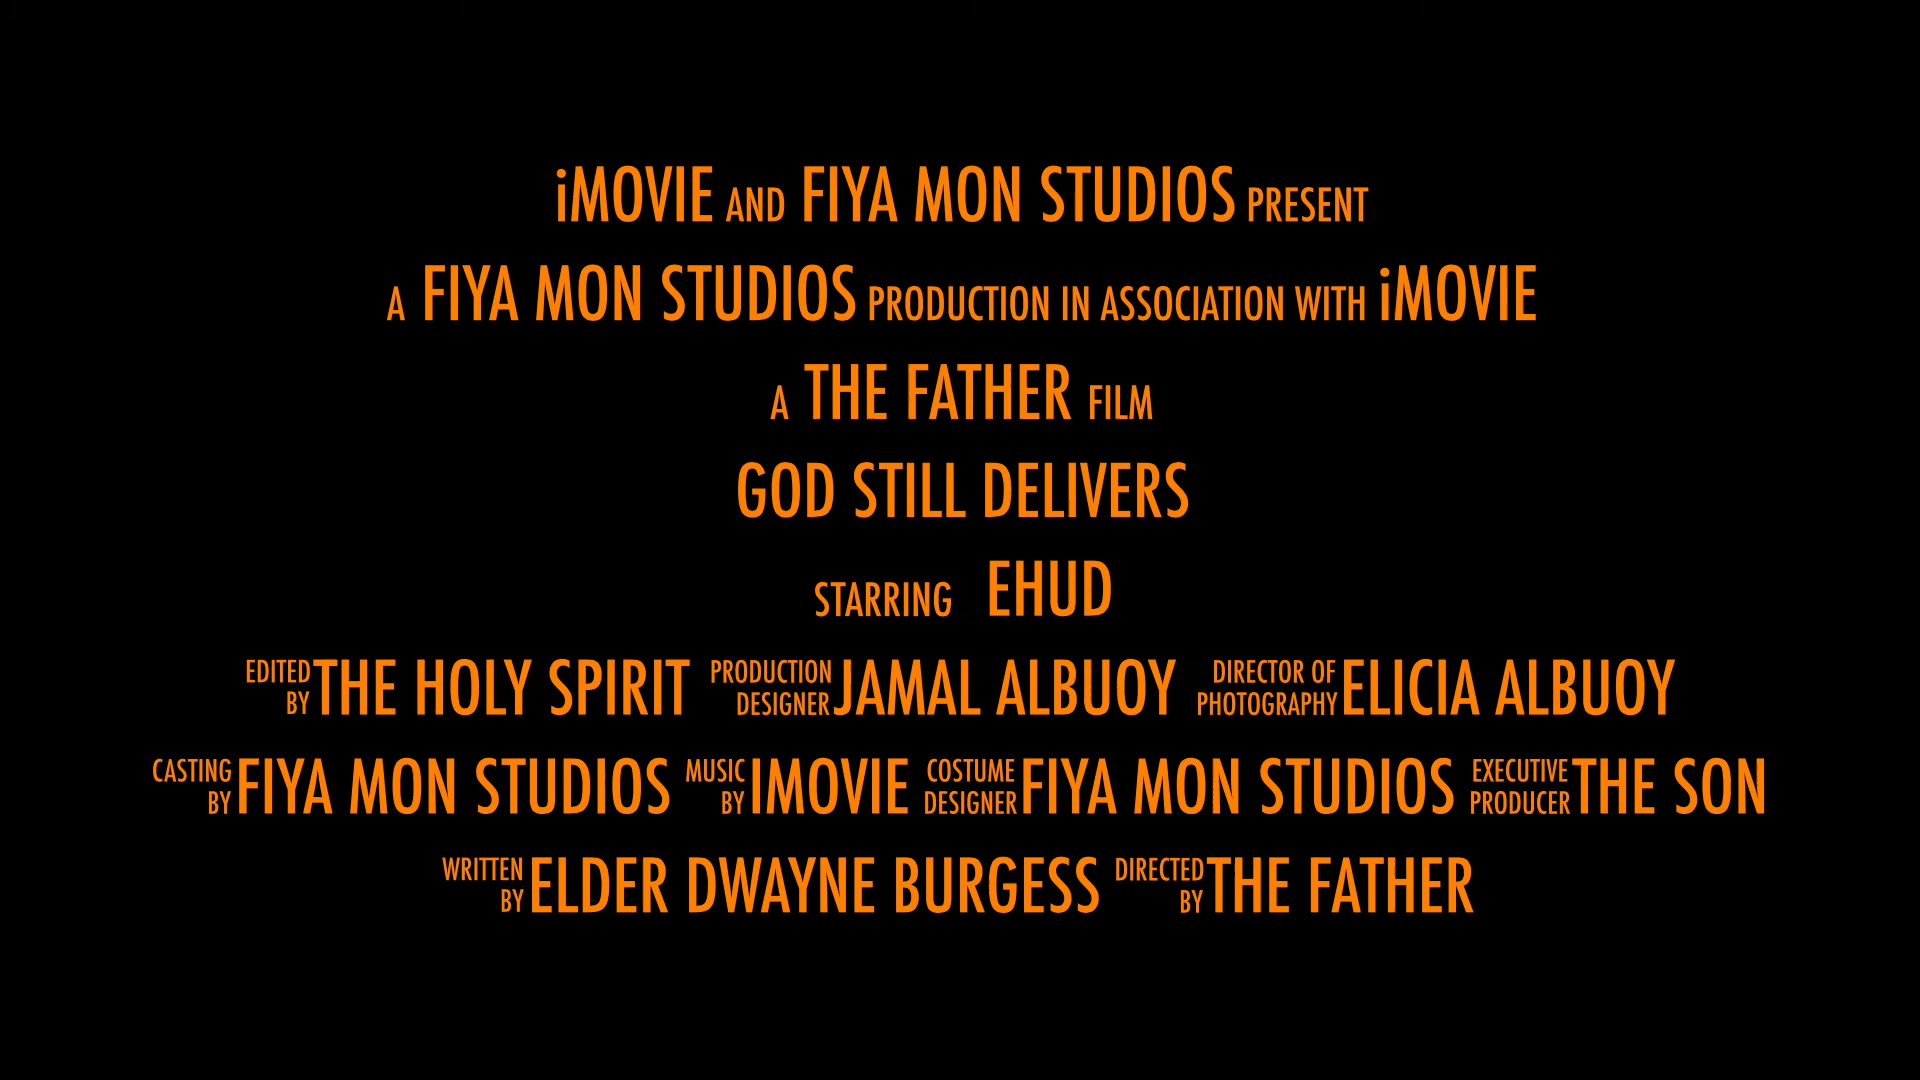 iMOVIE AND FIYA MON STUDIOS PRESENT
A FIYA MON STUDIOS PRODUCTION IN ASSOCIATION WITH iMOVIE
A THE FATHER FILM
GOD STILL DELIVERS
STARRING EHUD
EDITED BY THE HOLY SPIRIT PRODUCTION DESIGNER JAMAL ALBUOY DIRECTOR OF PHOTOGRAPHY ELICIA ALBUOY
CASTING BY FIYA MON STUDIOS MUSIC BY IMOVIE COSTUME DESIGNER FIYA MON STUDIOS EXECUTIVE PRODUCER THE SON
WRITTEN BY ELDER DWAYNE BURGESS DIRECTED BY THE FATHER